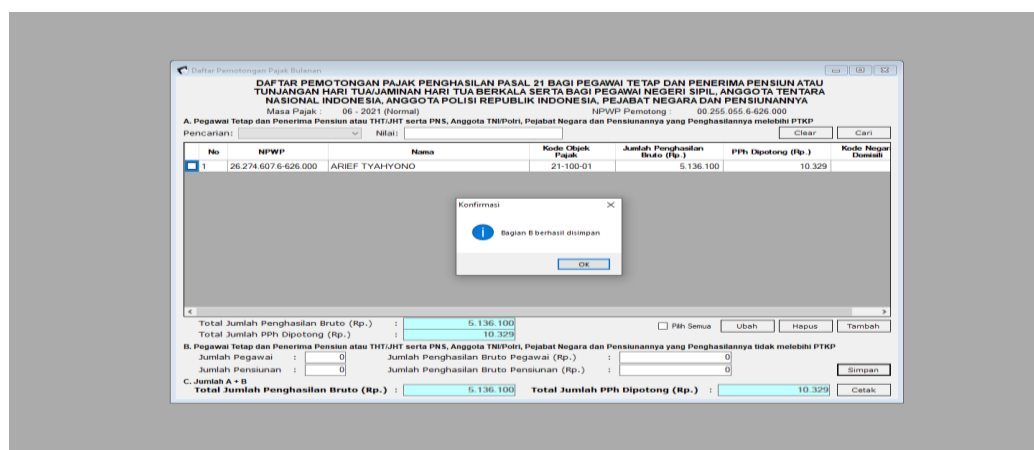 Daftar Pemotongan Pajak Bulanan
DAFTAR PEMOTONGAN PAJAK PENGHASILAN PASAL 21 BAGI PEGAWAI TETAP DAN PENERIMA PENSIUN ATAU
TUNJANGAN HARI TUA/JAMINAN HARI TUA BERKALA SERTA BAGI PEGAWAI NEGERI SIPIL, ANGGOTA TENTARA
NASIONAL INDONESIA, ANGGOTA POLISI REPUBLIK INDONESIA, PEJABAT NEGARA DAN PENSIUNANNYA
Masa Pajak : 06 - 2021 (Normal) NPWP Pemotong : 00.255.055.6-626.000
A. Pegawai Tetap dan Penerima Pensiun atau THT/JHT serta PNS, Anggota TNI/Polri, Pejabat Negara dan Pensiunannya yang Penghasilannya melebihi PTKP
Pencarian: Nilai: Clear Cari
No NPWP Nama Kode Objek Pajak Jumlah Penghasilan Bruto (Rp.) PPh Dipotong (Rp.) Kode Negar Domisili
1 26.274.607.6-626.000 ARIEF TYAHYONO 21-100-01 5.136.100 10.329
Konfirmasi
Bagian B berhasil disimpan
OK
Total Jumlah Penghasilan Bruto (Rp.) : 5.136.100 Pilih Semua Ubah Hapus Tambah
Total Jumlah PPh Dipotong (Rp.) : 10.329
B. Pegawai Tetap dan Penerima Pensiun atau THT/JHT serta PNS, Anggota TNI/Polri, Pejabat Negara dan Pensiunannya yang Penghasilannya tidak melebihi PTKP
Jumlah Pegawai : 0 Jumlah Penghasilan Bruto Pegawai (Rp.) : 0
Jumlah Pensiunan : 0 Jumlah Penghasilan Bruto Pensiunan (Rp.) : 0 Simpan
C. Jumlah A + B
Total Jumlah Penghasilan Bruto (Rp.) : 5.136.100 Total Jumlah PPh Dipotong (Rp.) : 10.329 Cetak